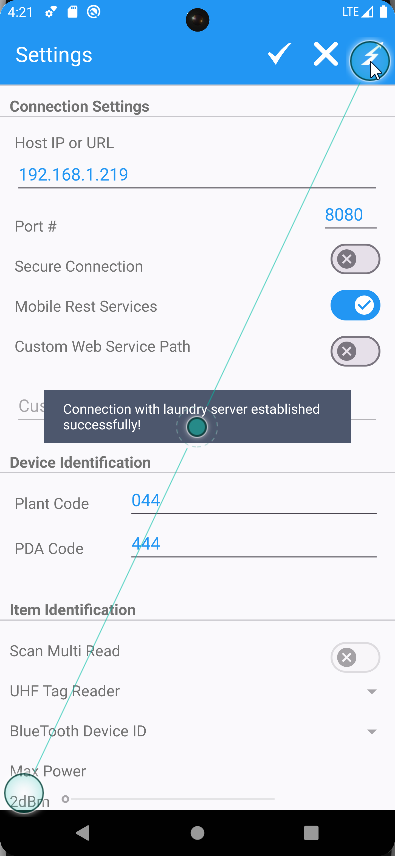 4:21
LTE
Settings
Connection Settings
Host IP or URL
192.168.1.219
Port #
8080
Secure Connection
Mobile Rest Services
Custom Web Service Path
Cus
Connection with laundry server established
successfully!
Device Identification
Plant Code
044
PDA Code
444
Item Identification
Scan Multi Read
UHF Tag Reader
BlueTooth Device ID
Max Power
2dBm